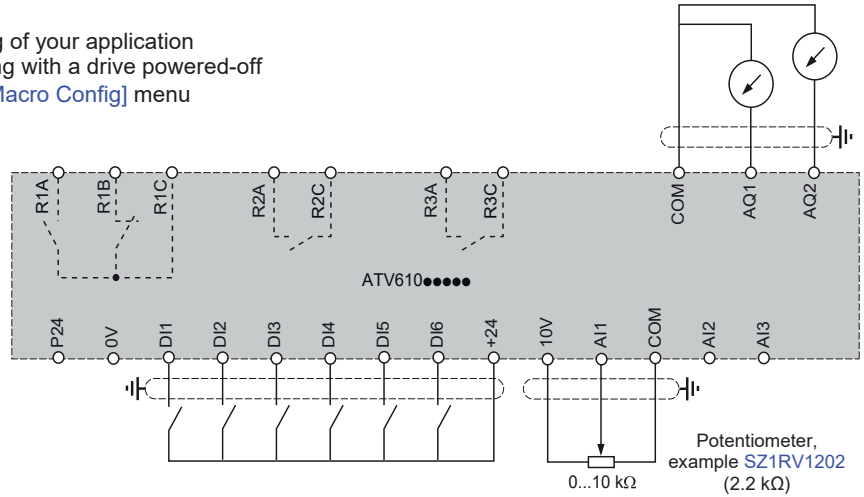 of your application
with a drive powered-off
Macro Config] menu
R1A
R1B
R1C
R2A
R2C
R3A
R3C
COM
AQ1
AQ2
ATV610●●●●●
P24
0V
DI1
DI2
DI3
DI4
DI5
DI6
+24
10V
AI1
COM
AI2
AI3
0...10 kΩ
Potentiometer,
example SZ1RV1202
(2.2 kΩ)